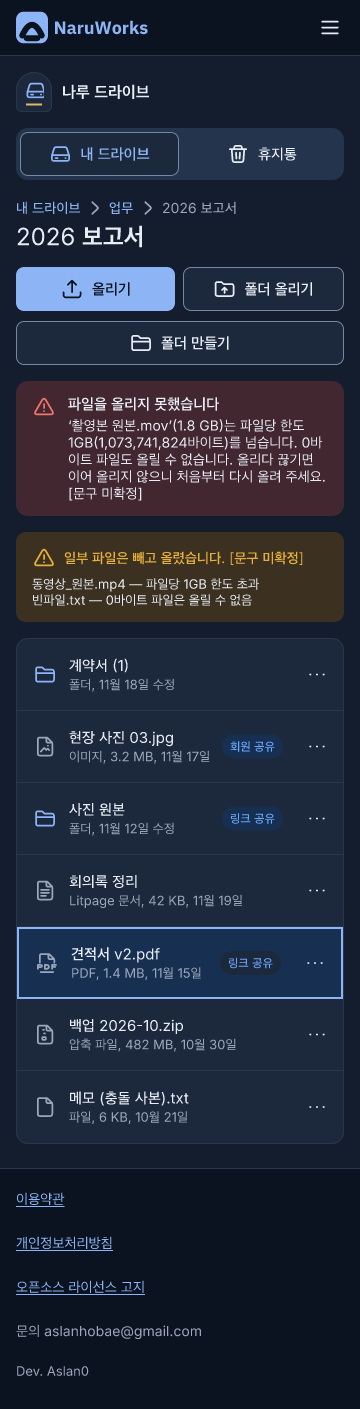 NaruWorks
나루 드라이브
내 드라이브
휴지통
내 드라이브 > 업무 > 2026 보고서
2026 보고서
올리기
폴더 올리기
폴더 만들기
파일을 올리지 못했습니다
‘촬영본 원본.mov’(1.8 GB)는 파일당 한도
1GB(1,073,741,824바이트)를 넘습니다. 0바
이트 파일도 올릴 수 없습니다. 올리다 끊기면
이어 올리지 않으니 처음부터 다시 올려 주세요.
[문구 미확정]
일부 파일은 빼고 올렸습니다. [문구 미확정]
동영상_원본.mp4 — 파일당 1GB 한도 초과
빈파일.txt — 0바이트 파일은 올릴 수 없음
계약서 (1)
폴더, 11월 18일 수정
현장 사진 03.jpg
이미지, 3.2 MB, 11월 17일
회원 공유
사진 원본
폴더, 11월 12일 수정
링크 공유
회의록 정리
Litpage 문서, 42 KB, 11월 19일
PDF
견적서 v2.pdf
PDF, 1.4 MB, 11월 15일
링크 공유
백업 2026-10.zip
압축 파일, 482 MB, 10월 30일
메모 (충돌 사본).txt
파일, 6 KB, 10월 21일
이용약관
개인정보처리방침
오픈소스 라이선스 고지
문의 aslanhobae@gmail.com
Dev. Aslan0